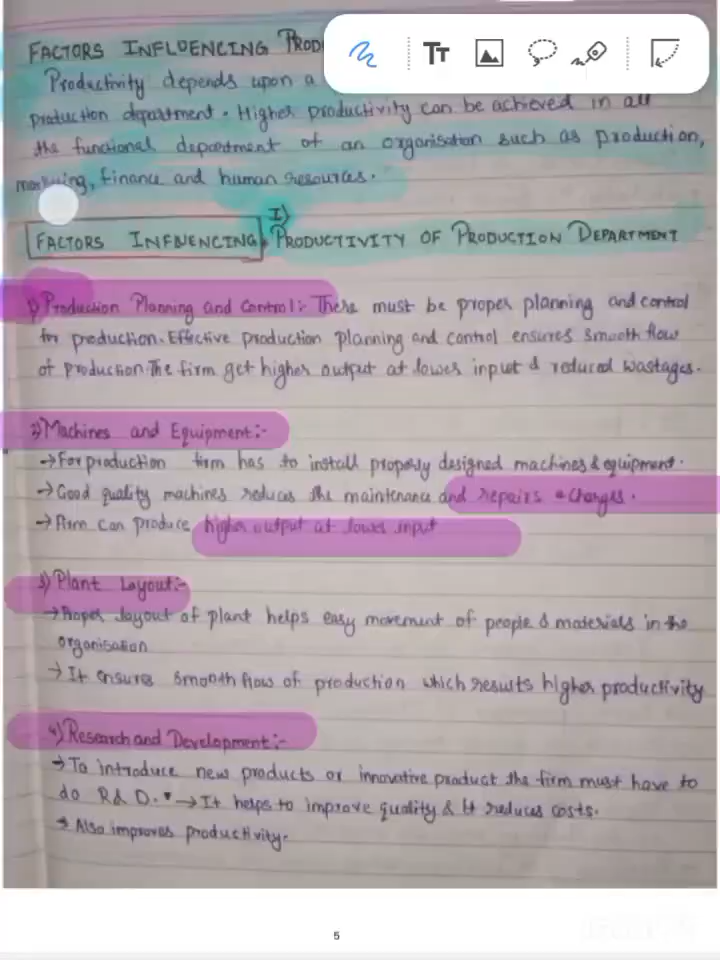 FACTORS INFLUENCING PROD
Productivity depends upon a
production department. Higher productivity can be achieved in all
the functional department of an organisation such as production,
finance and human resources.
I)
FACTORS INFLUENCING PRODUCTIVITY OF PRODUCTION DEPARTMENT
1) Production Planning and Control:- There must be proper planning and control
for production. Effective production planning and control ensures smooth flow
of production. The firm get higher output at lower input & reduced wastages.
2) Machines and Equipment:-
→ For production firm has to install properly designed machines & equipment.
→ Good quality machines reduces the maintenance and repairs charges.
→ Firm can produce higher output at lower input
3) Plant Layout:-
→ Proper layout of plant helps easy movement of people & materials in the
organisation
→ It ensures smooth flow of production which results higher productivity
4) Research and Development:-
→ To introduce new products or innovative product the firm must have to
do R & D. → It helps to improve quality & it reduces costs.
→ Also improves productivity.
5